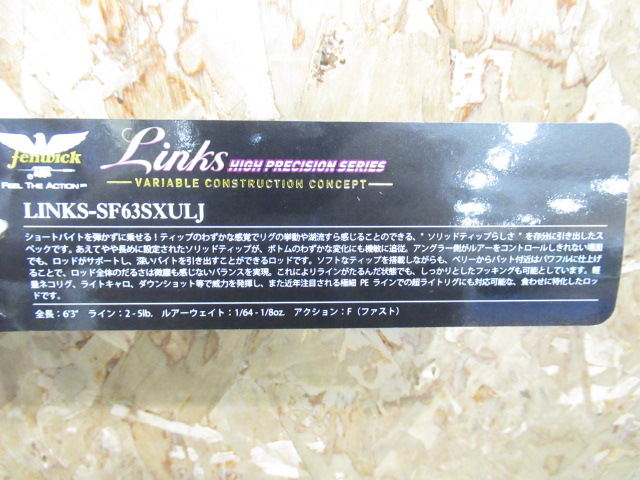 fenwick
FEEL THE ACTION
Links HIGH PRECISION SERIES
VARIABLE CONSTRUCTION CONCEPT
LINKS-SF63SXULJ
ショートバイトを弾かずに乗せる！ティップのわずかな感覚でリグの挙動や湖流すら感じることのできる、"ソリッドティップらしさ"を存分に引き出したス
ペックです。あえてやや長めに設定されたソリッドティップが、ボトムのわずかな変化にも機敏に追従。アングラー側がルアーをコントロールしきれない場面
でも、ロッドがサポートし、深いバイトを引き出すことができるロッドです。ソフトなティップを搭載しながらも、ベリーからバット付近はパワフルに仕上げ
ることで、ロッド全体のだるさは微塵も感じないバランスを実現。これによりラインがたるんだ状態でも、しっかりとしたフッキングも可能としています。軽
量ネコリグ、ライトキャロ、ダウンショット等で威力を発揮し、また近年注目される極細 PE ラインでの超ライトリグにも対応可能な、食わせに特化したロッ
ドです。
全長：6'3" ライン：2 - 5lb. ルアーウェイト：1/64 - 1/8oz. アクション：F（ファスト）